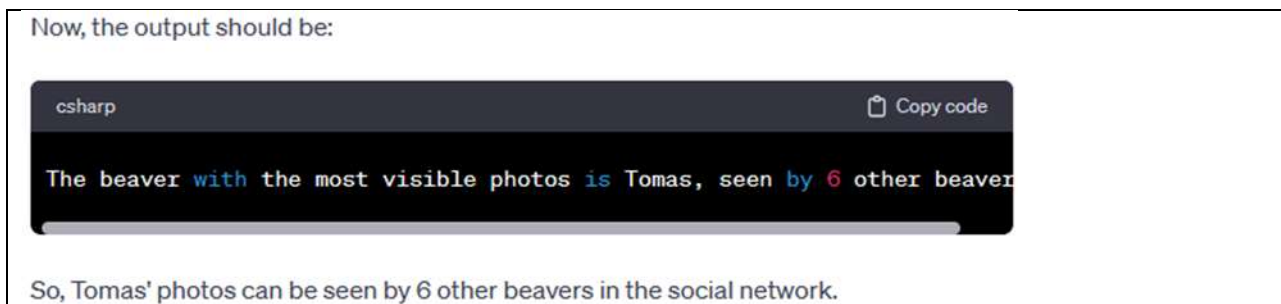 Now, the output should be:
csharp
Copy code
The beaver with the most visible photos is Tomas, seen by 6 other beaver
So, Tomas' photos can be seen by 6 other beavers in the social network.